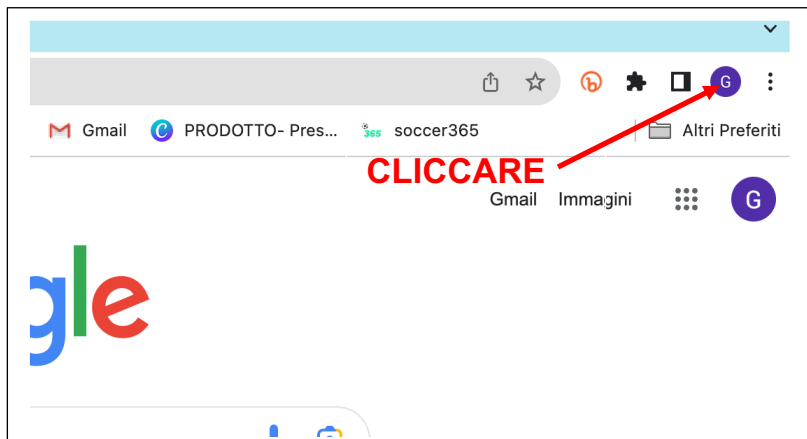 G
Gmail PRODOTTO- Pres... 365 soccer365 Altri Preferiti
CLICCARE
Gmail Immagini G
gle